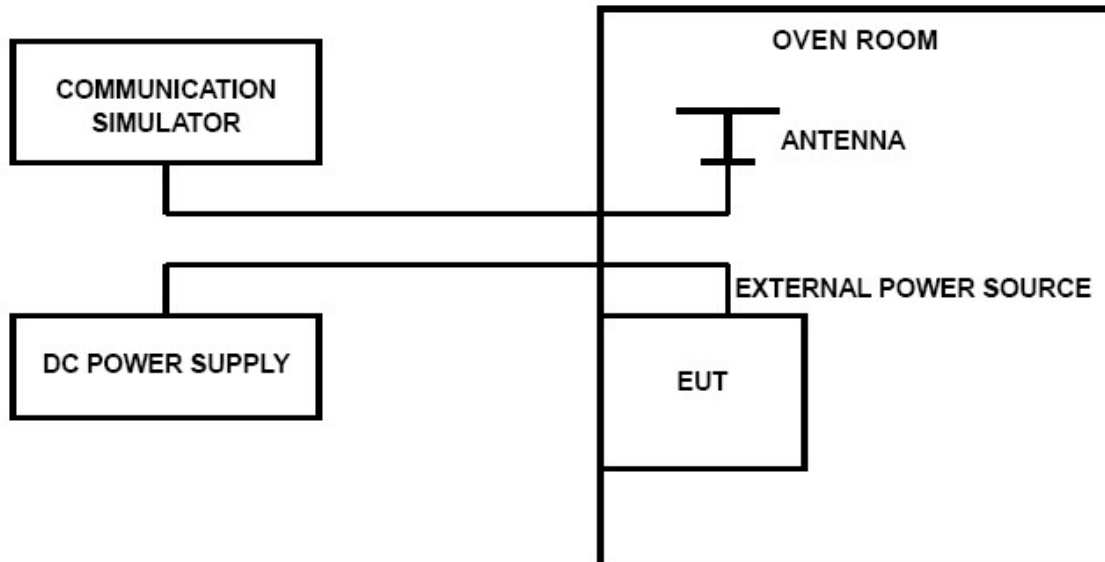 OVEN ROOM
COMMUNICATION
SIMULATOR
ANTENNA
EXTERNAL POWER SOURCE
DC POWER SUPPLY
EUT